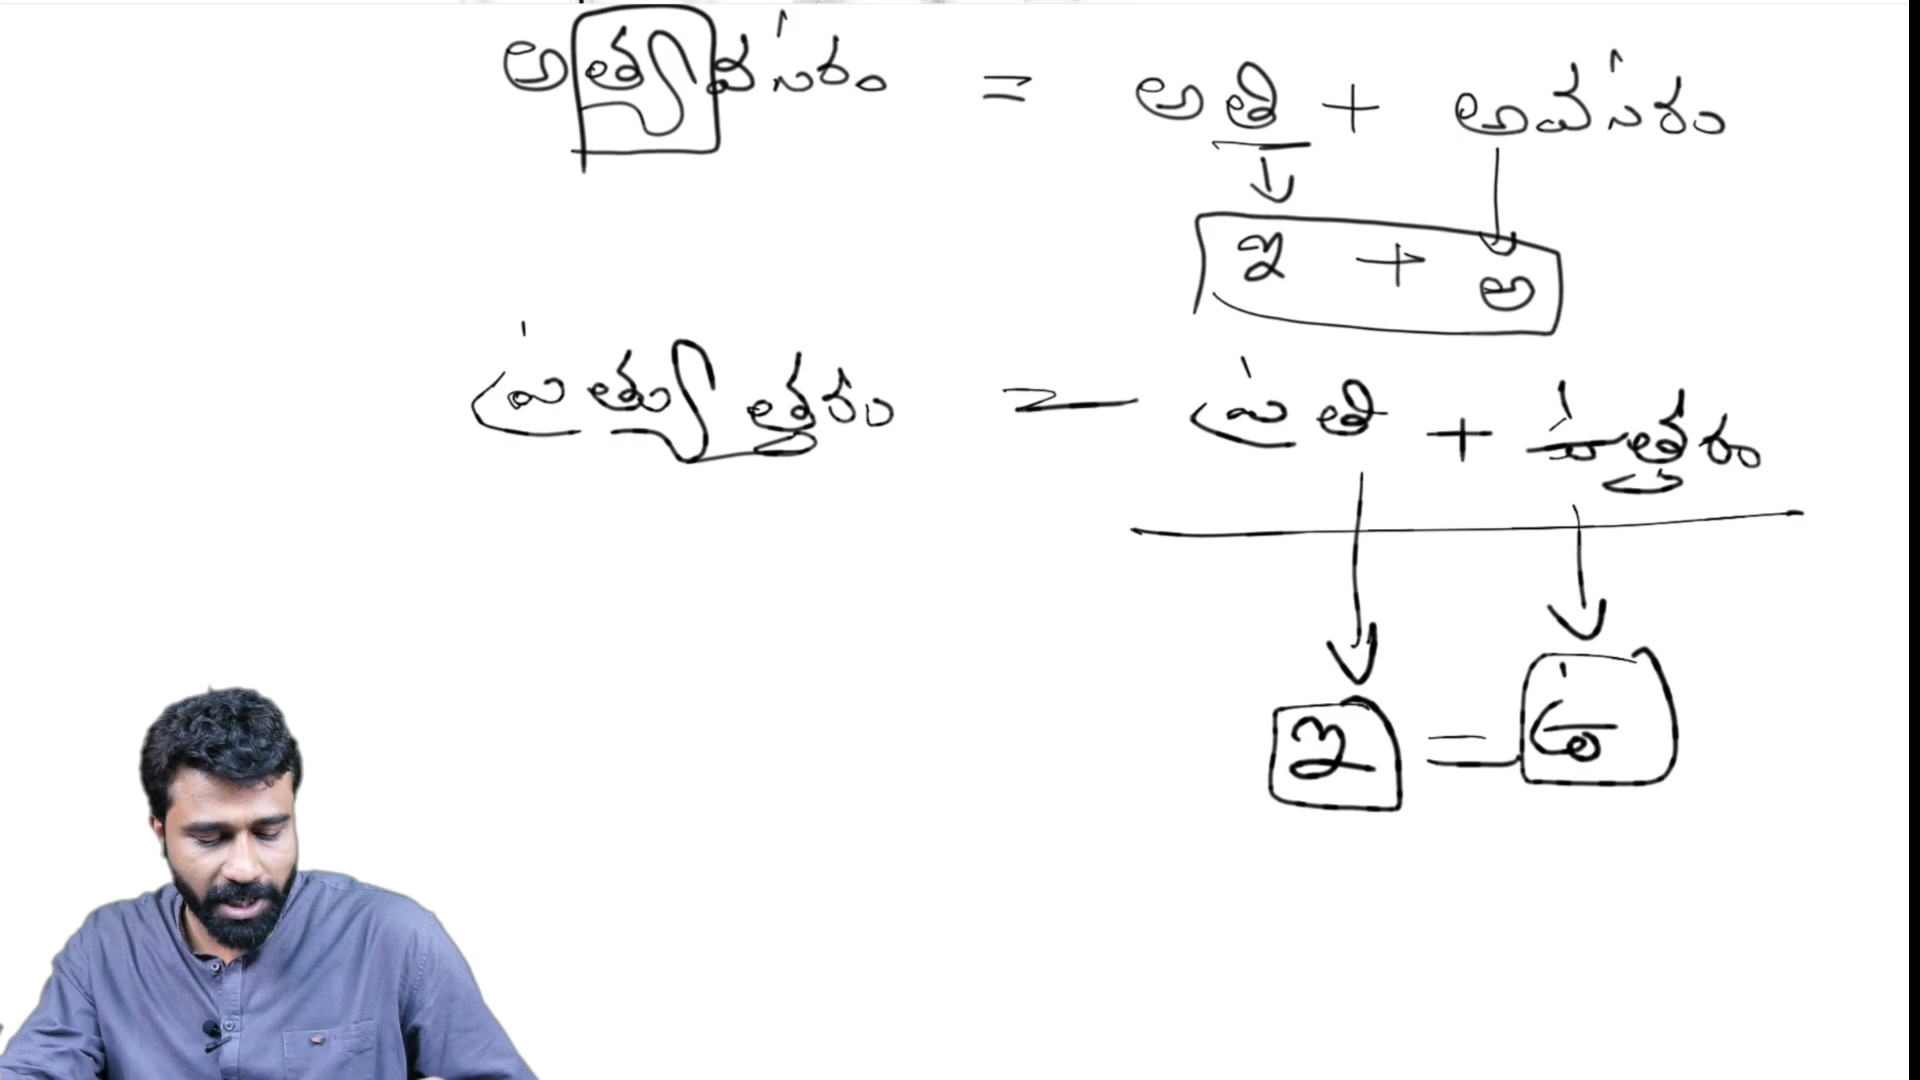 అత్యవసరం = అతి + అవసరం
ఇ + అ
ప్రత్యుత్తరం = ప్రతి + ఉత్తరం
ఇ = ఉ